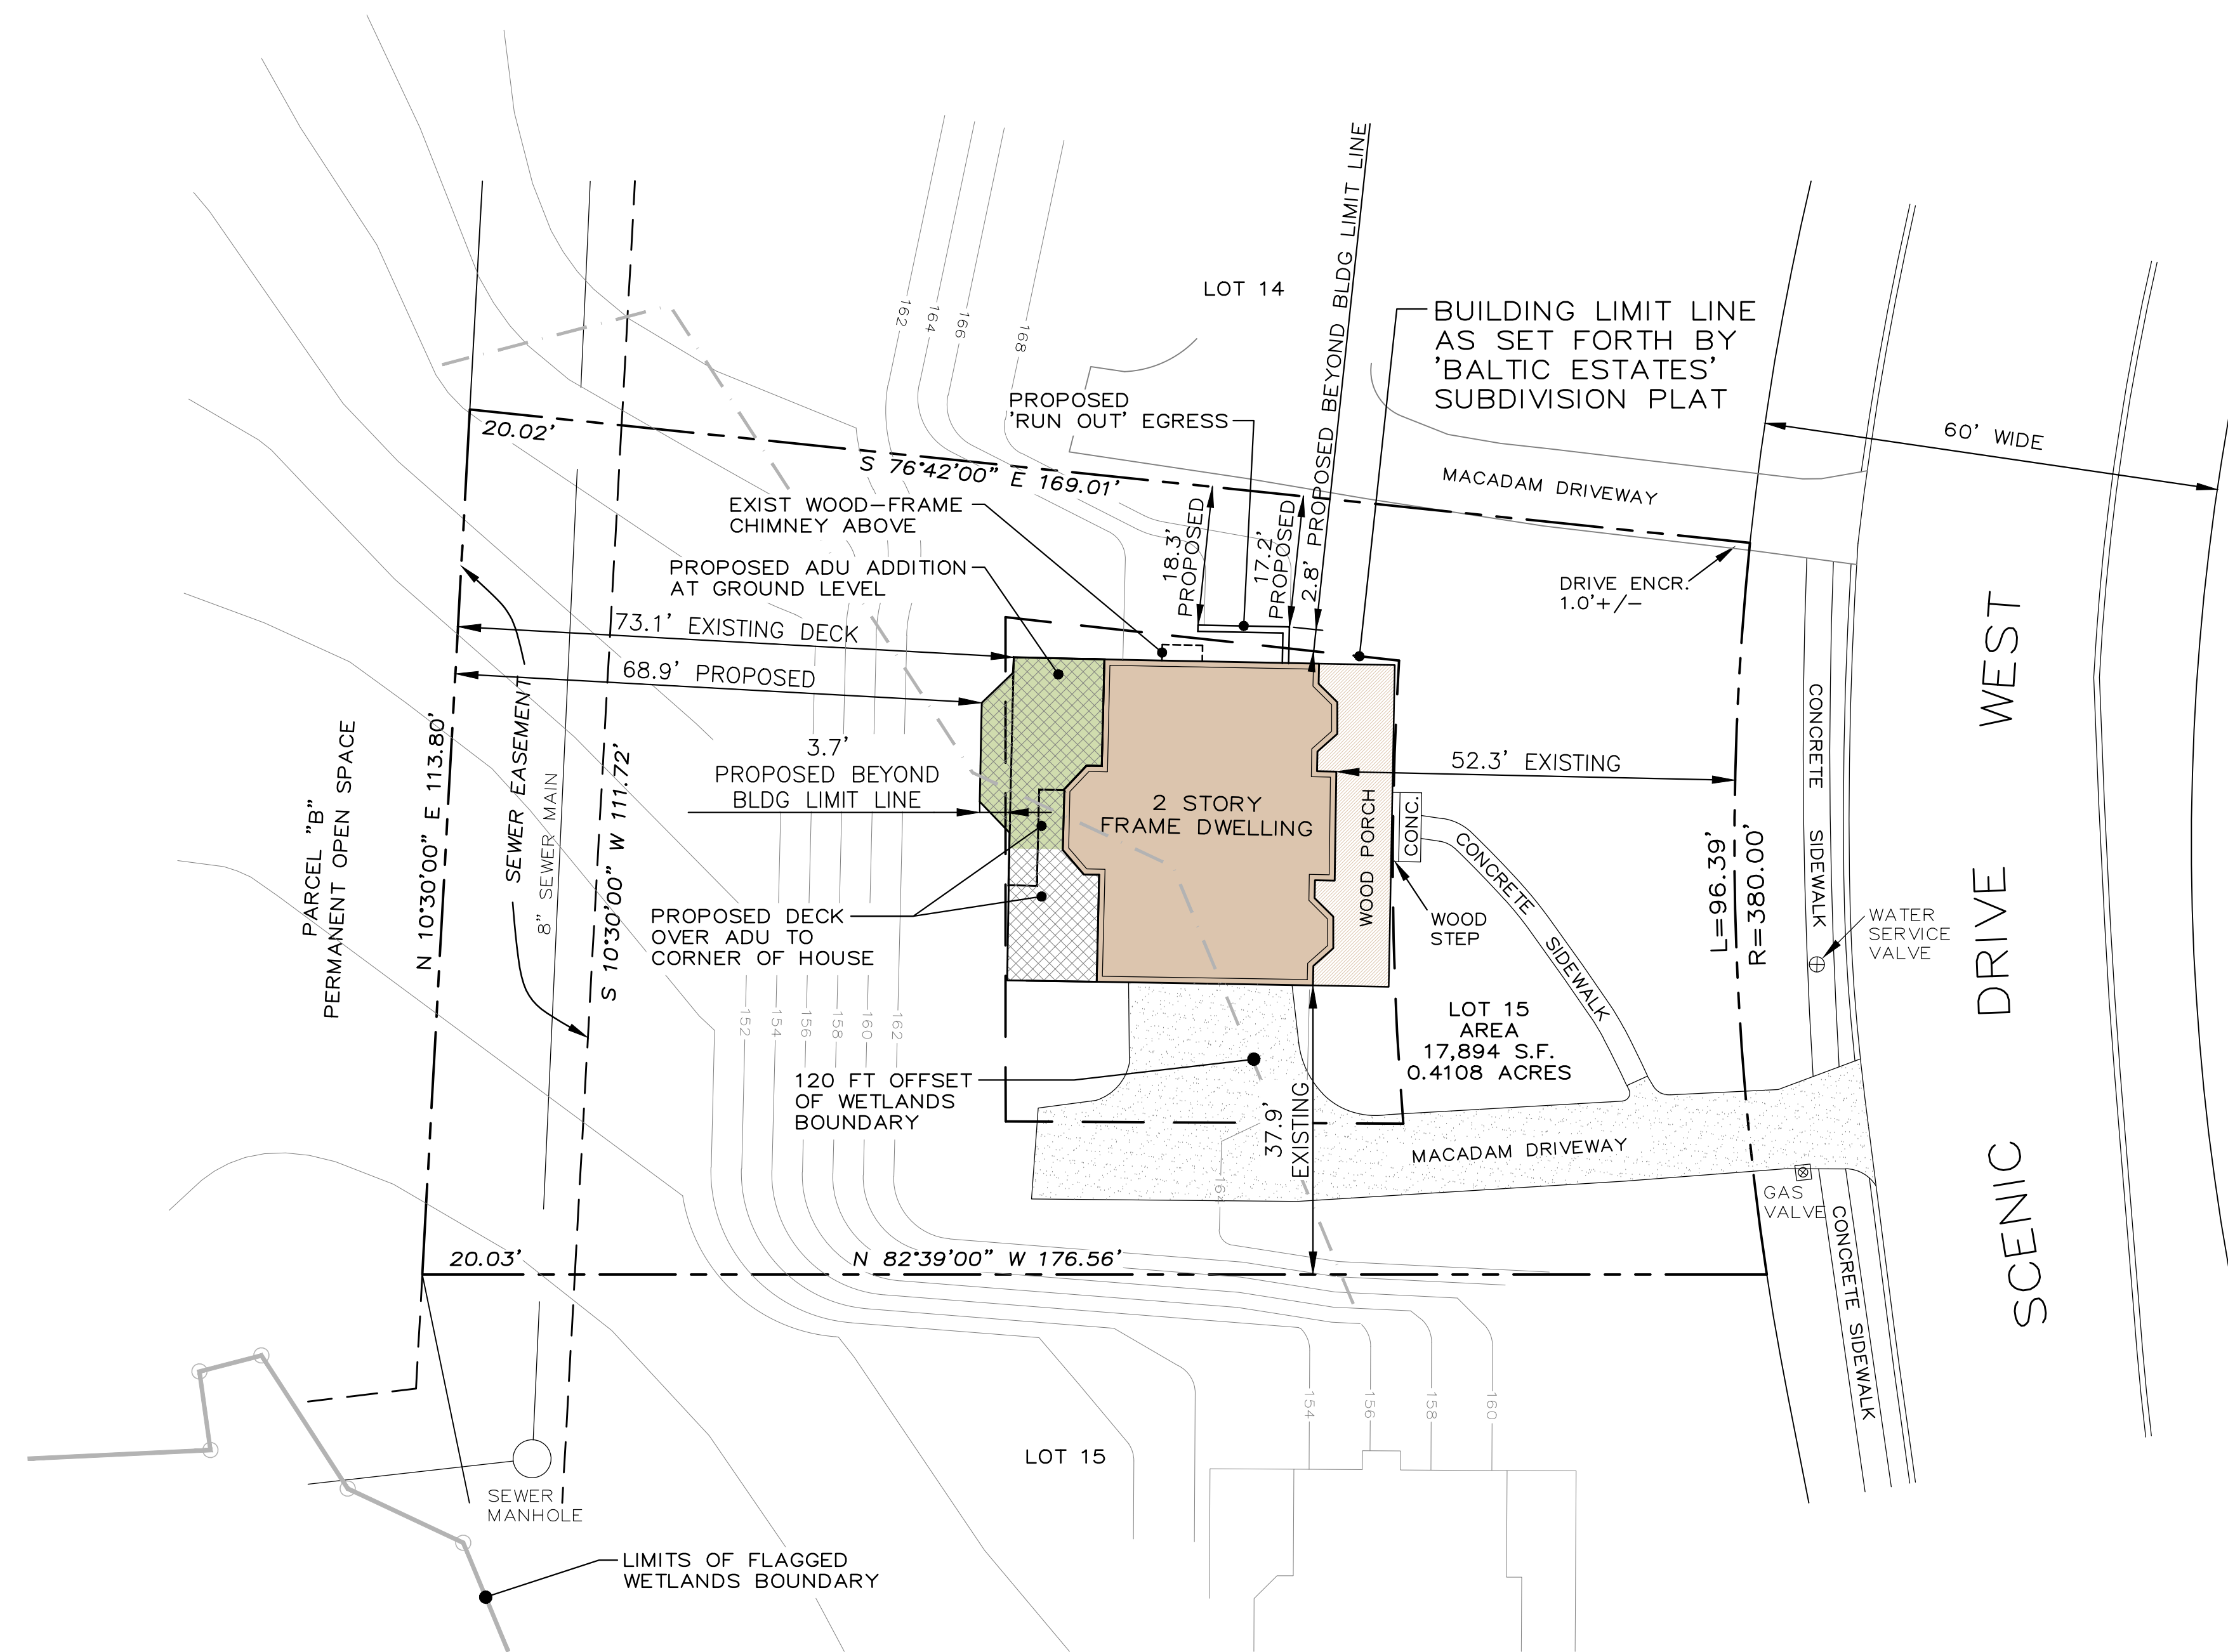 LOT 14
BUILDING LIMIT LINE
AS SET FORTH BY
'BALTIC ESTATES'
SUBDIVISION PLAT
2.8' PROPOSED BEYOND BLDG LIMIT LINE
162
164
166
168
PROPOSED
'RUN OUT' EGRESS
60' WIDE
20.02'
S 76°42'00" E 169.01'
MACADAM DRIVEWAY
EXIST WOOD-FRAME
CHIMNEY ABOVE
18.3'
PROPOSED
17.2'
PROPOSED
PROPOSED ADU ADDITION
AT GROUND LEVEL
DRIVE ENCR.
1.0'+/-
73.1' EXISTING DECK
68.9' PROPOSED
SCENIC DRIVE WEST
CONCRETE SIDEWALK
PARCEL "B"
PERMANENT OPEN SPACE
N 10°30'00" E 113.80'
SEWER EASEMENT
8" SEWER MAIN
S 10°30'00" W 111.72'
3.7'
PROPOSED BEYOND
BLDG LIMIT LINE
2 STORY
FRAME DWELLING
WOOD PORCH
CONC.
52.3' EXISTING
CONCRETE SIDEWALK
L=96.39'
R=380.00'
PROPOSED DECK
OVER ADU TO
CORNER OF HOUSE
WOOD
STEP
WATER
SERVICE
VALVE
152
154
156
158
160
162
LOT 15
AREA
17,894 S.F.
0.4108 ACRES
120 FT OFFSET
OF WETLANDS
BOUNDARY
37.9'
EXISTING
164
MACADAM DRIVEWAY
GAS
VALVE
CONCRETE SIDEWALK
20.03'
N 82°39'00" W 176.56'
154
156
158
160
LOT 15
SEWER
MANHOLE
LIMITS OF FLAGGED
WETLANDS BOUNDARY